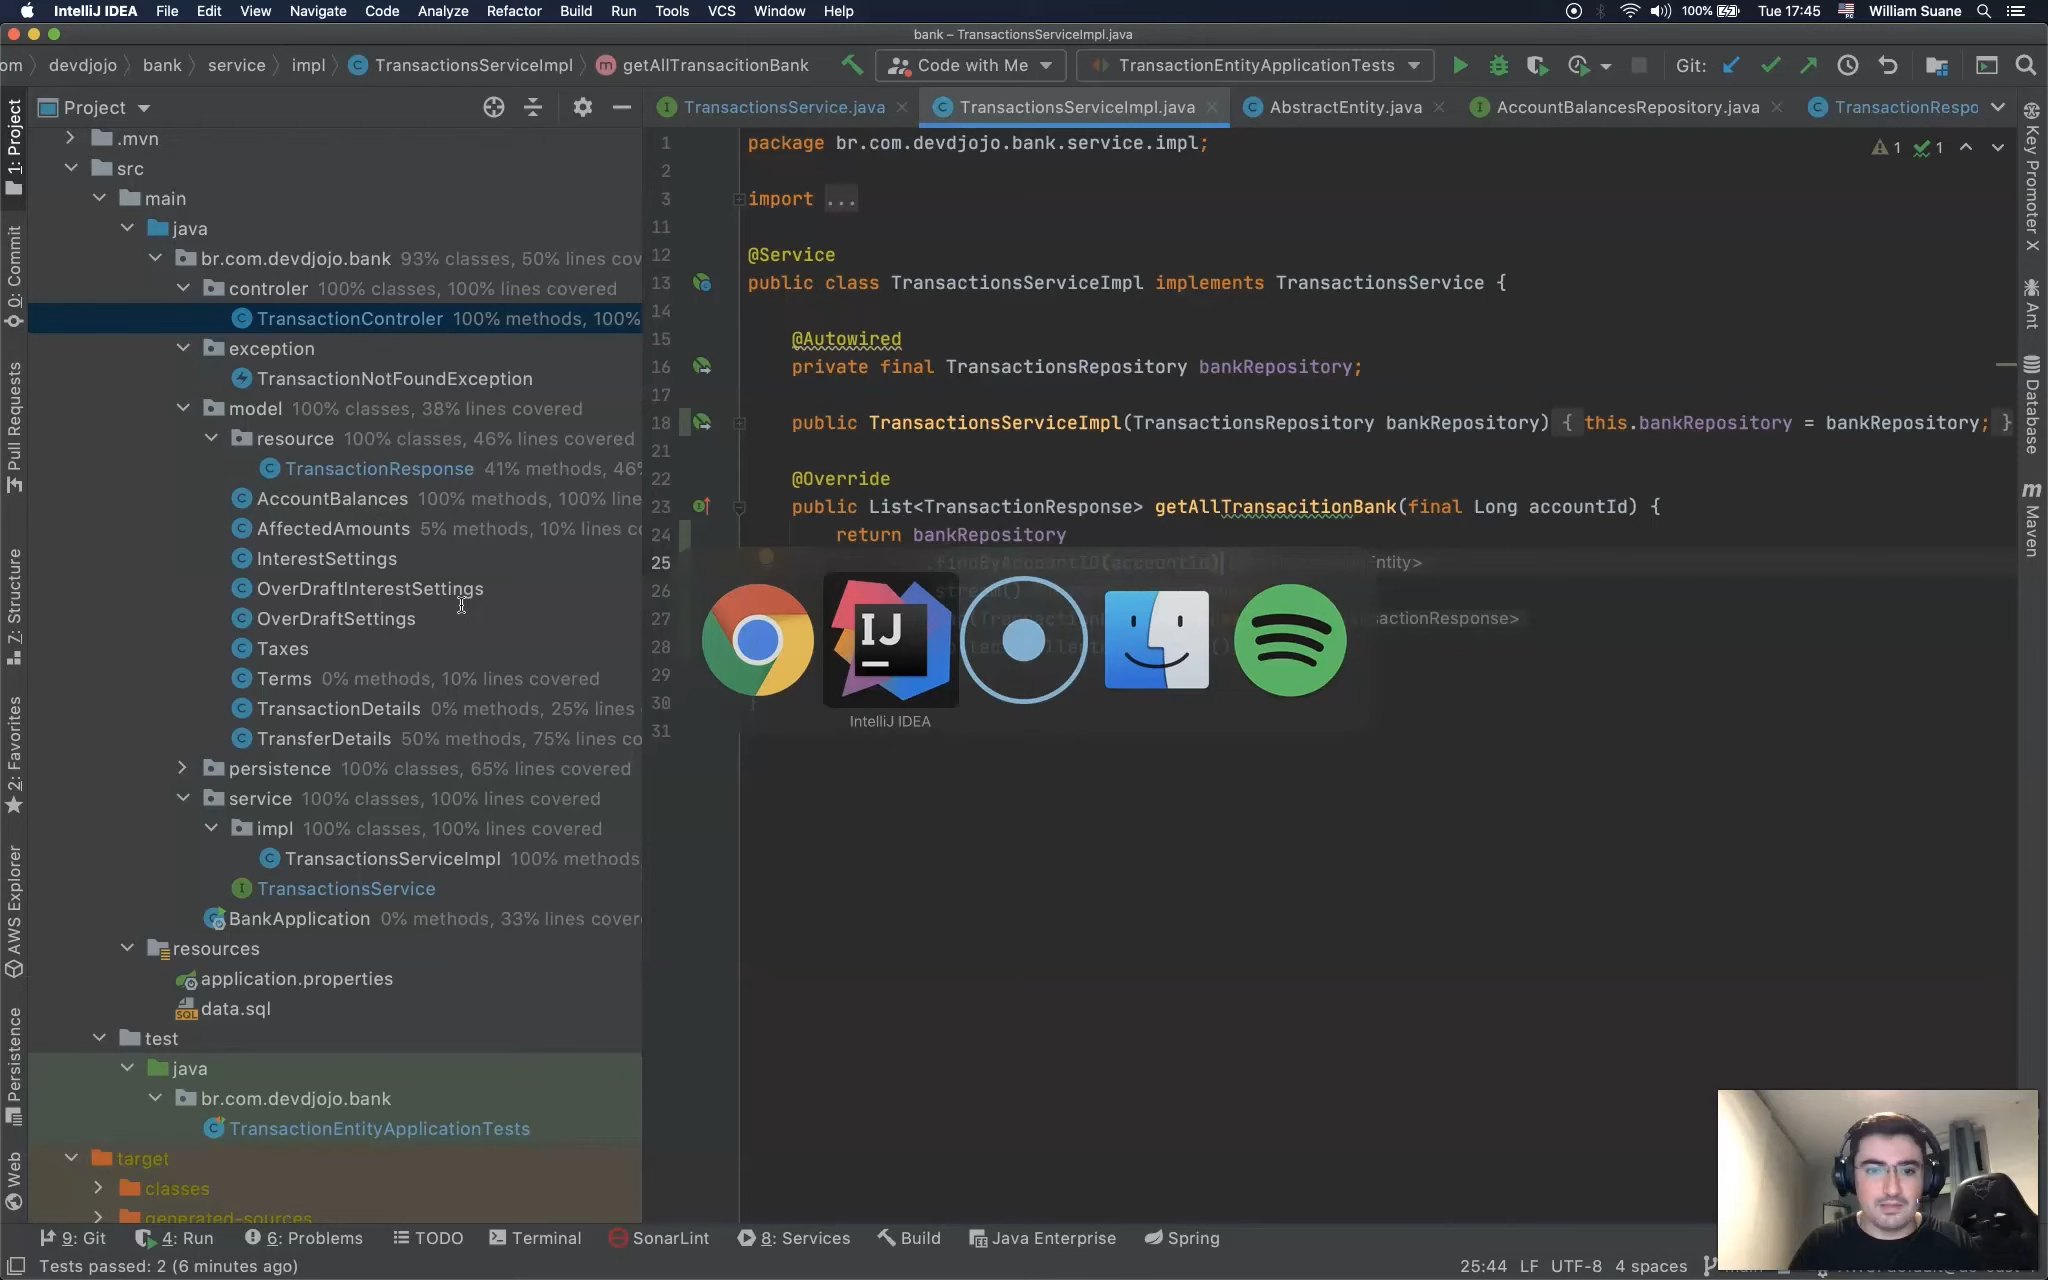 IntelliJ IDEA File Edit View Navigate Code Analyze Refactor Build Run Tools VCS Window Help 100% Tue 17:45 William Suane
bank – TransactionsServiceImpl.java
om devdjojo bank service impl TransactionsServiceImpl getAllTransacitionBank Code with Me TransactionEntityApplicationTests Git:
Project TransactionsService.java TransactionsServiceImpl.java AbstractEntity.java AccountBalancesRepository.java TransactionRespo
1: Project
0: Commit
Pull Requests
7: Structure
2: Favorites
AWS Explorer
Persistence
Web
.mvn
src
main
java
br.com.devdjojo.bank 93% classes, 50% lines cov
controler 100% classes, 100% lines covered
TransactionControler 100% methods, 100%
exception
TransactionNotFoundException
model 100% classes, 38% lines covered
resource 100% classes, 46% lines covered
TransactionResponse 41% methods, 46%
AccountBalances 100% methods, 100% line
AffectedAmounts 5% methods, 10% lines c
InterestSettings
OverDraftInterestSettings
OverDraftSettings
Taxes
Terms 0% methods, 10% lines covered
TransactionDetails 0% methods, 25% lines
TransferDetails 50% methods, 75% lines co
persistence 100% classes, 65% lines covered
service 100% classes, 100% lines covered
impl 100% classes, 100% lines covered
TransactionsServiceImpl 100% methods
TransactionsService
BankApplication 0% methods, 33% lines cover
resources
application.properties
data.sql
test
java
br.com.devdjojo.bank
TransactionEntityApplicationTests
target
classes
generated-sources
1 package br.com.devdjojo.bank.service.impl;
2
3 import ...
11
12 @Service
13 public class TransactionsServiceImpl implements TransactionsService {
14
15 @Autowired
16 private final TransactionsRepository bankRepository;
17
18 public TransactionsServiceImpl(TransactionsRepository bankRepository) { this.bankRepository = bankRepository; }
21
22 @Override
23 public List<TransactionResponse> getAllTransacitionBank(final Long accountId) {
24 return bankRepository
25 .findByAccountID(accountId) Entity>
26 stream()
27 sactionResponse>
28
29
30 }
31
1 1
IJ
IntelliJ IDEA
Key Promoter X
Ant
Database
Maven
9: Git 4: Run 6: Problems TODO Terminal SonarLint 8: Services Build Java Enterprise Spring
Tests passed: 2 (6 minutes ago) 25:44 LF UTF-8 4 spaces